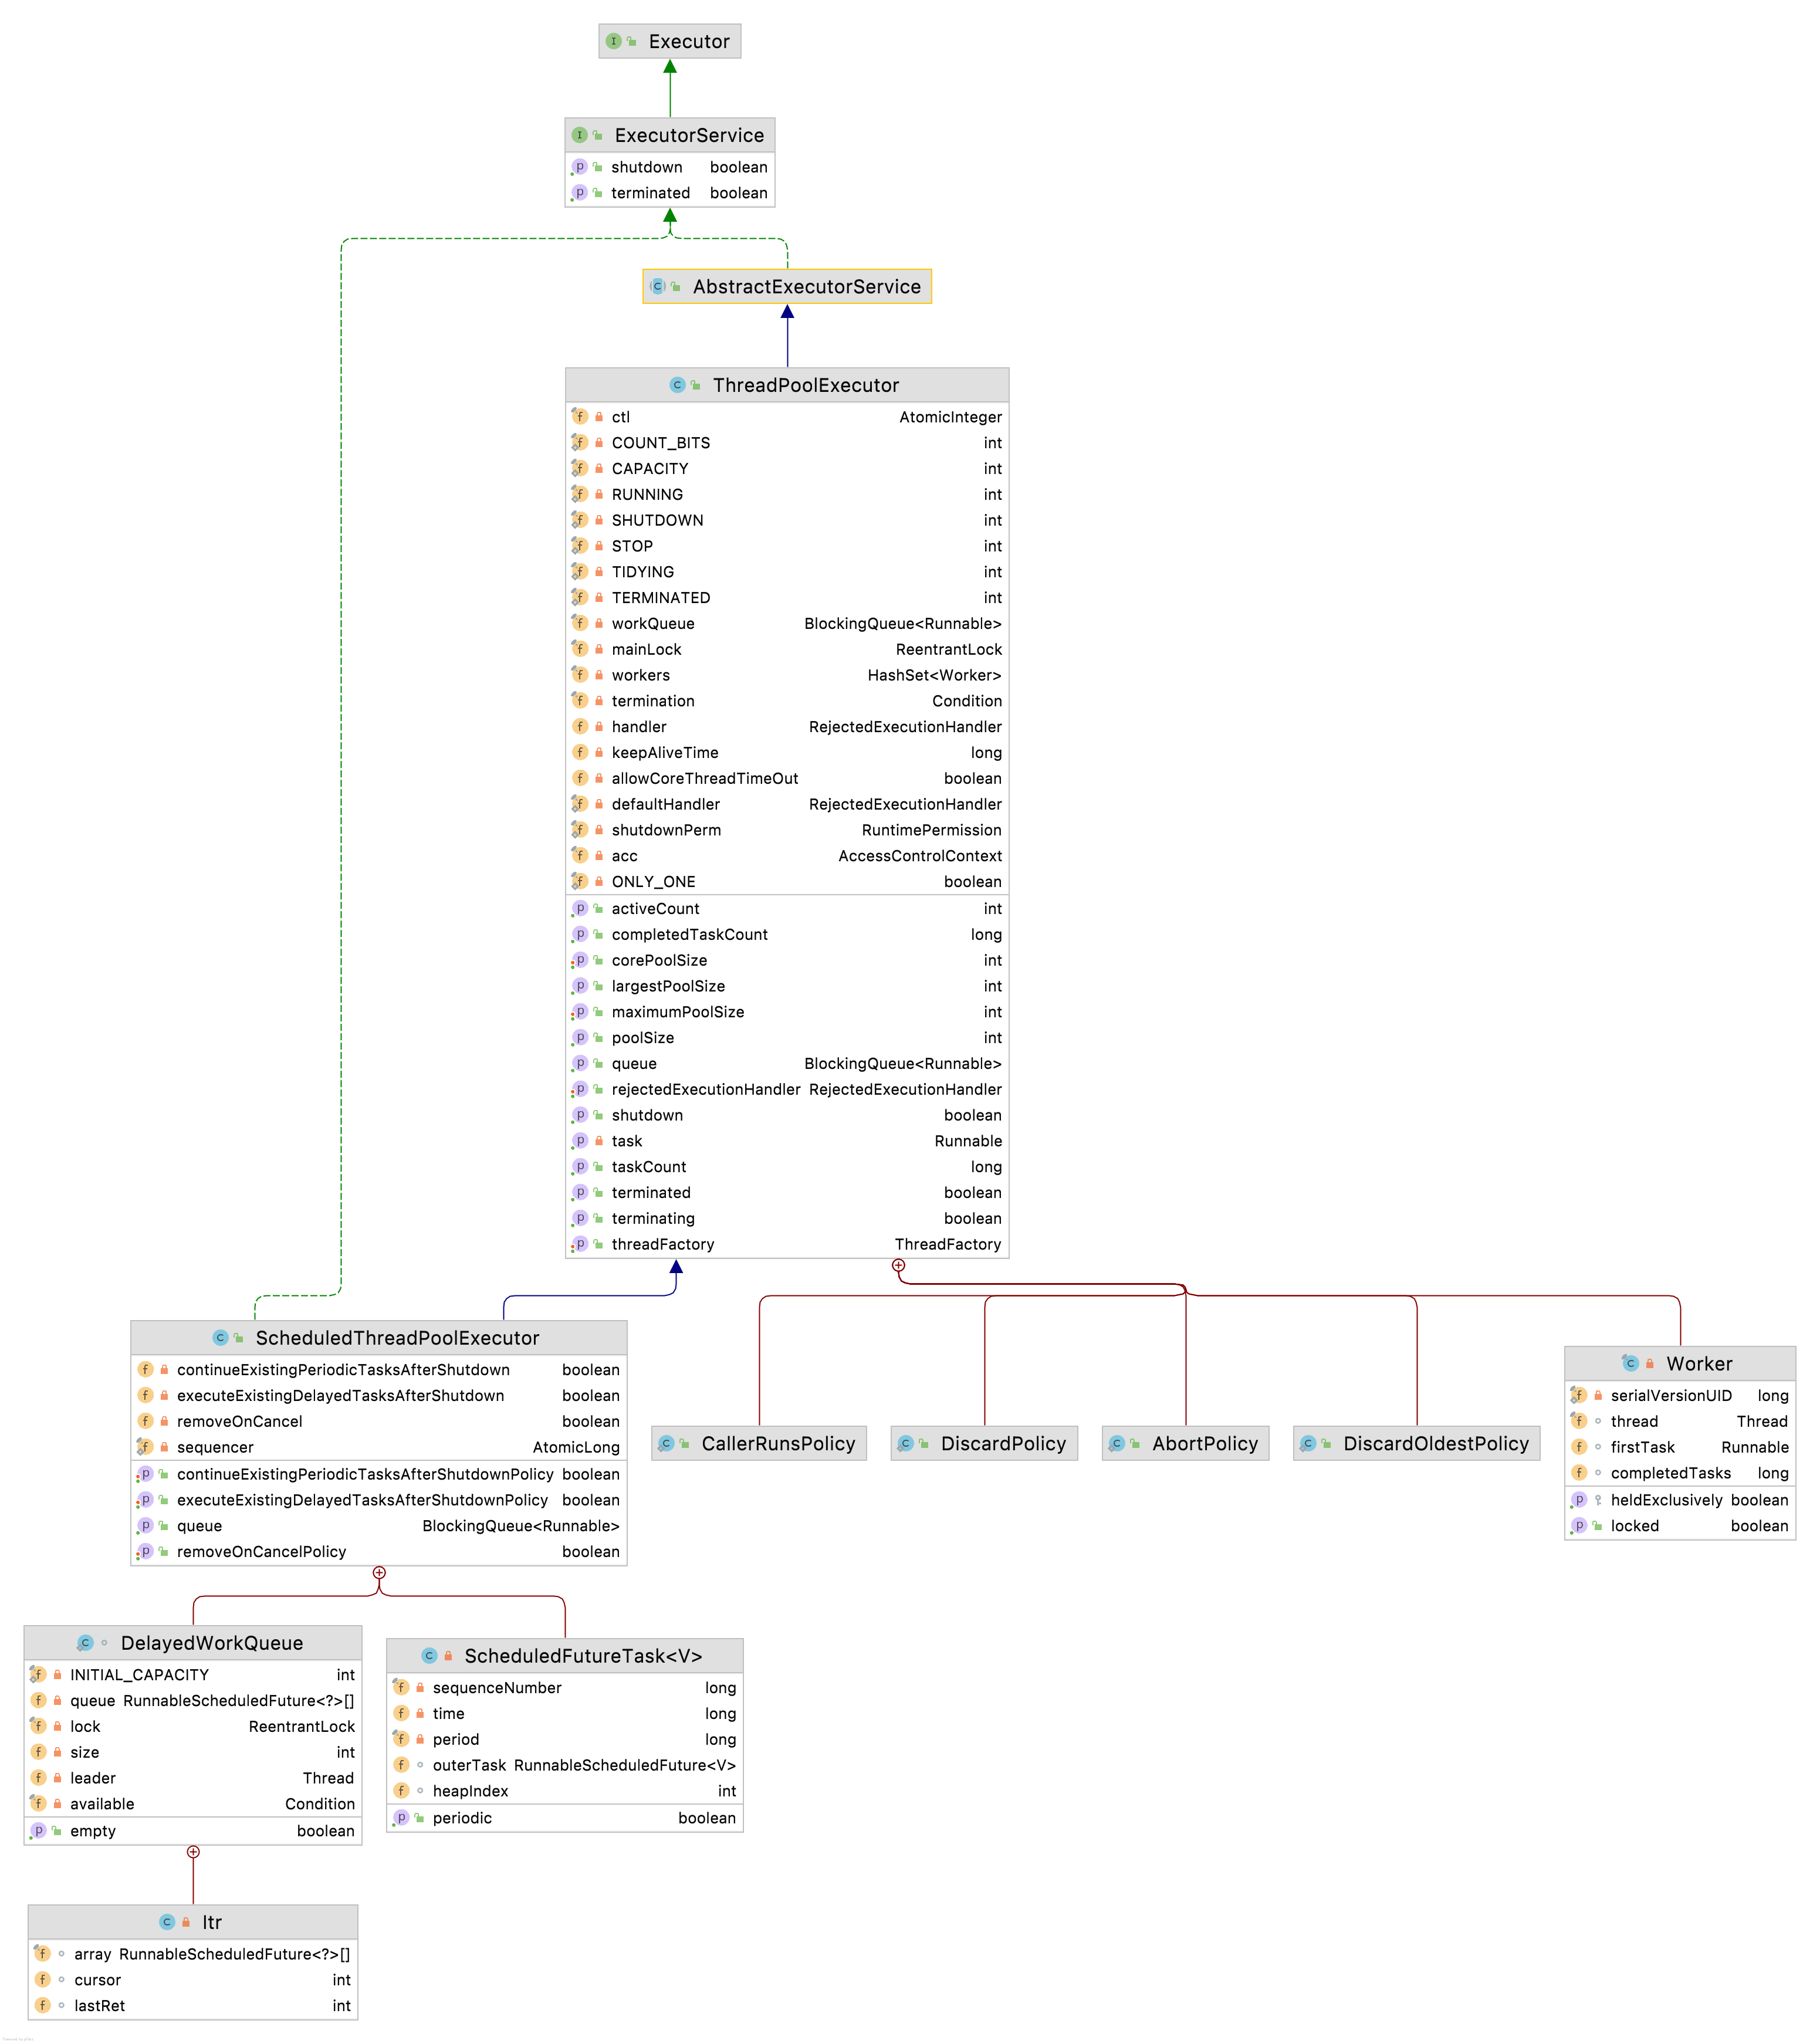 Executor
ExecutorService
shutdown boolean
terminated boolean
AbstractExecutorService
ThreadPoolExecutor
ctl AtomicInteger
COUNT_BITS int
CAPACITY int
RUNNING int
SHUTDOWN int
STOP int
TIDYING int
TERMINATED int
workQueue BlockingQueue<Runnable>
mainLock ReentrantLock
workers HashSet<Worker>
termination Condition
handler RejectedExecutionHandler
keepAliveTime long
allowCoreThreadTimeOut boolean
defaultHandler RejectedExecutionHandler
shutdownPerm RuntimePermission
acc AccessControlContext
ONLY_ONE boolean
activeCount int
completedTaskCount long
corePoolSize int
largestPoolSize int
maximumPoolSize int
poolSize int
queue BlockingQueue<Runnable>
rejectedExecutionHandler RejectedExecutionHandler
shutdown boolean
task Runnable
taskCount long
terminated boolean
terminating boolean
threadFactory ThreadFactory
ScheduledThreadPoolExecutor
continueExistingPeriodicTasksAfterShutdown boolean
executeExistingDelayedTasksAfterShutdown boolean
removeOnCancel boolean
sequencer AtomicLong
continueExistingPeriodicTasksAfterShutdownPolicy boolean
executeExistingDelayedTasksAfterShutdownPolicy boolean
queue BlockingQueue<Runnable>
removeOnCancelPolicy boolean
CallerRunsPolicy
DiscardPolicy
AbortPolicy
DiscardOldestPolicy
Worker
serialVersionUID long
thread Thread
firstTask Runnable
completedTasks long
heldExclusively boolean
locked boolean
DelayedWorkQueue
INITIAL_CAPACITY int
queue RunnableScheduledFuture<?>[]
lock ReentrantLock
size int
leader Thread
available Condition
empty boolean
ScheduledFutureTask<V>
sequenceNumber long
time long
period long
outerTask RunnableScheduledFuture<V>
heapIndex int
periodic boolean
Itr
array RunnableScheduledFuture<?>[]
cursor int
lastRet int